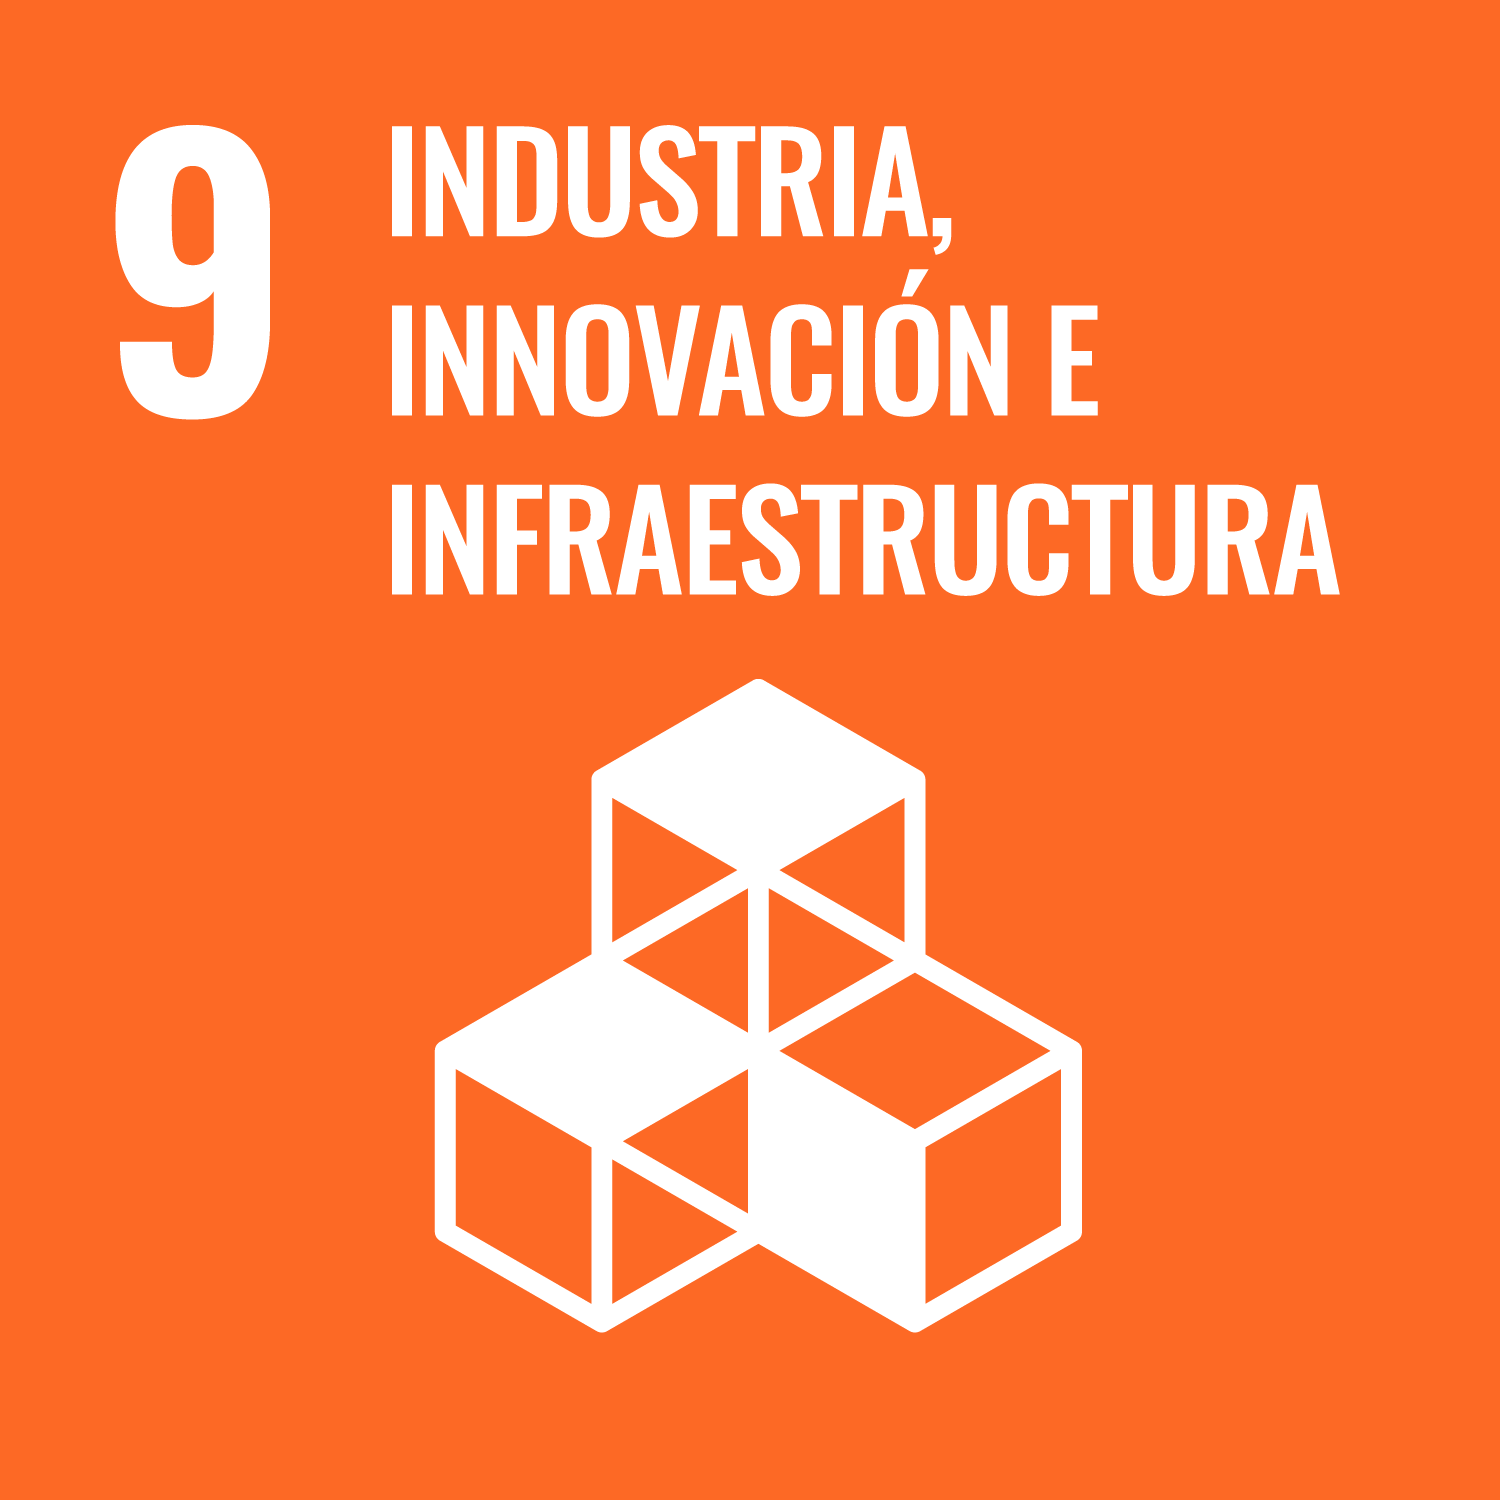 9
INDUSTRIA,
INNOVACIÓN E
INFRAESTRUCTURA